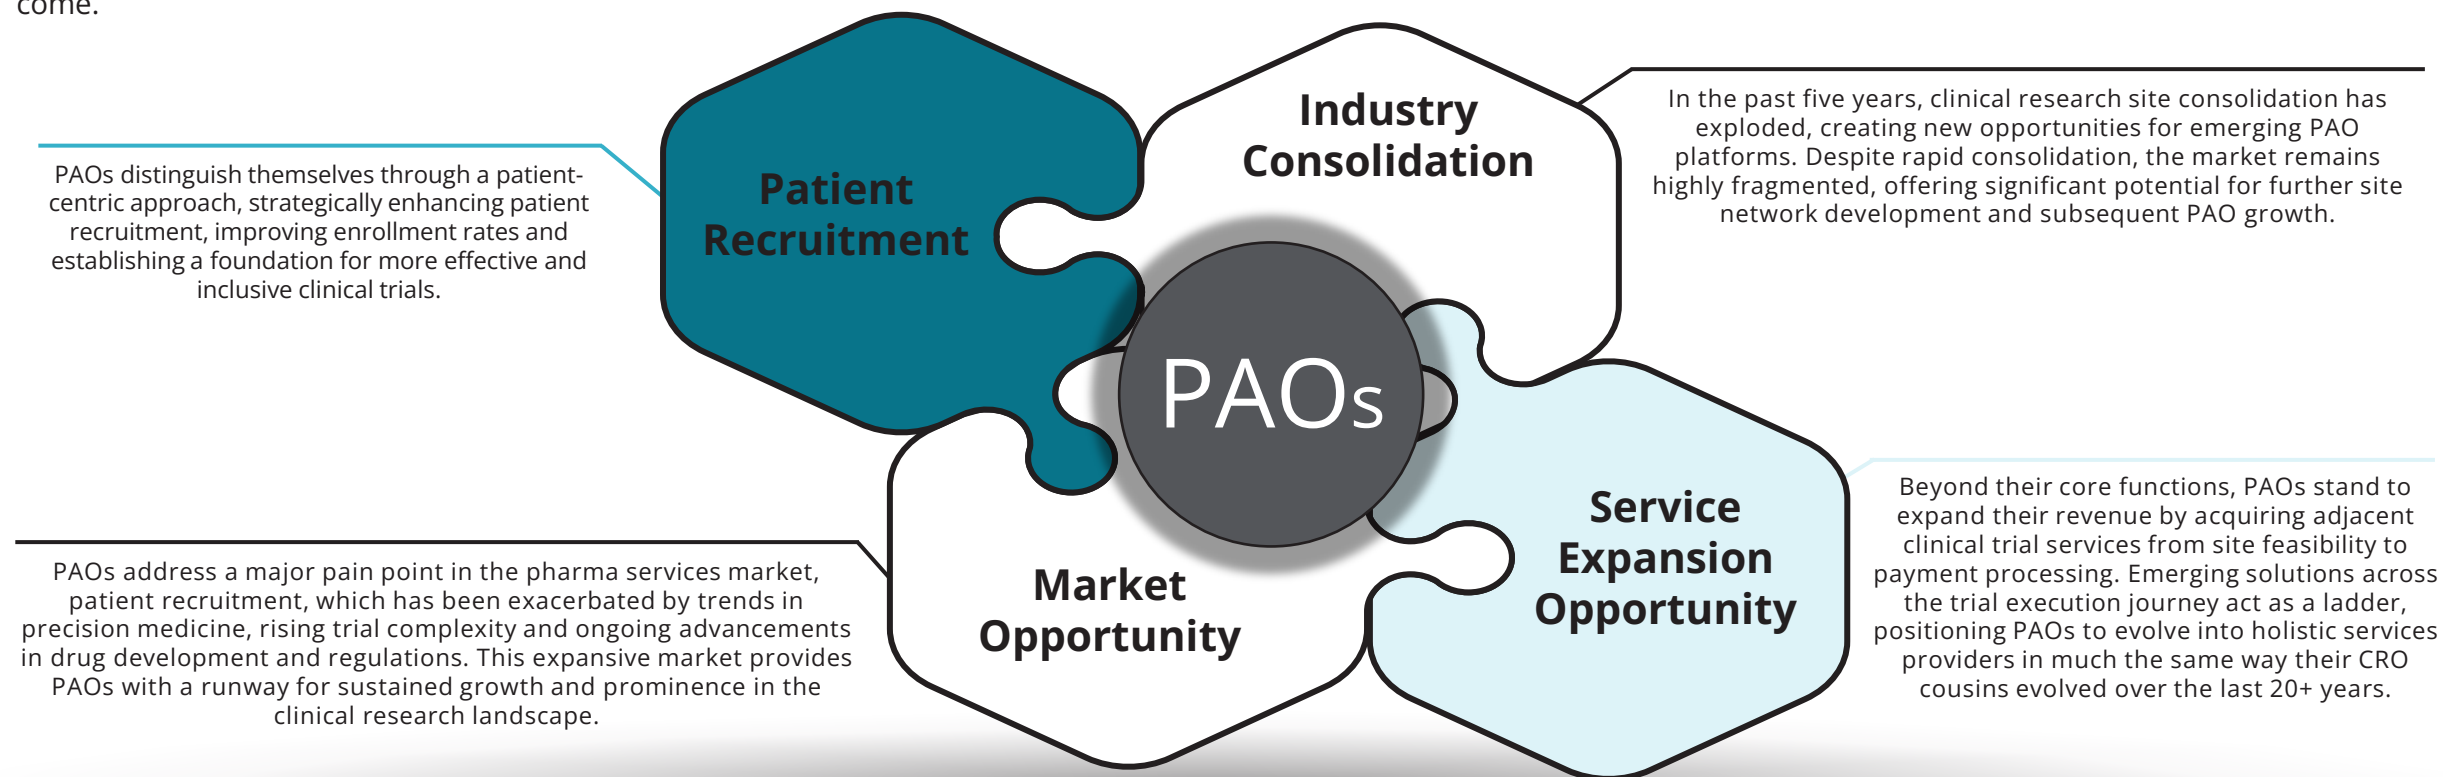 come.
Patient
Recruitment
PAOs distinguish themselves through a patient-
centric approach, strategically enhancing patient
recruitment, improving enrollment rates and
establishing a foundation for more effective and
inclusive clinical trials.
Industry
Consolidation
In the past five years, clinical research site consolidation has
exploded, creating new opportunities for emerging PAO
platforms. Despite rapid consolidation, the market remains
highly fragmented, offering significant potential for further site
network development and subsequent PAO growth.
PAOs
Market
Opportunity
PAOs address a major pain point in the pharma services market,
patient recruitment, which has been exacerbated by trends in
precision medicine, rising trial complexity and ongoing advancements
in drug development and regulations. This expansive market provides
PAOs with a runway for sustained growth and prominence in the
clinical research landscape.
Service
Expansion
Opportunity
Beyond their core functions, PAOs stand to
expand their revenue by acquiring adjacent
clinical trial services from site feasibility to
payment processing. Emerging solutions across
the trial execution journey act as a ladder,
positioning PAOs to evolve into holistic services
providers in much the same way their CRO
cousins evolved over the last 20+ years.